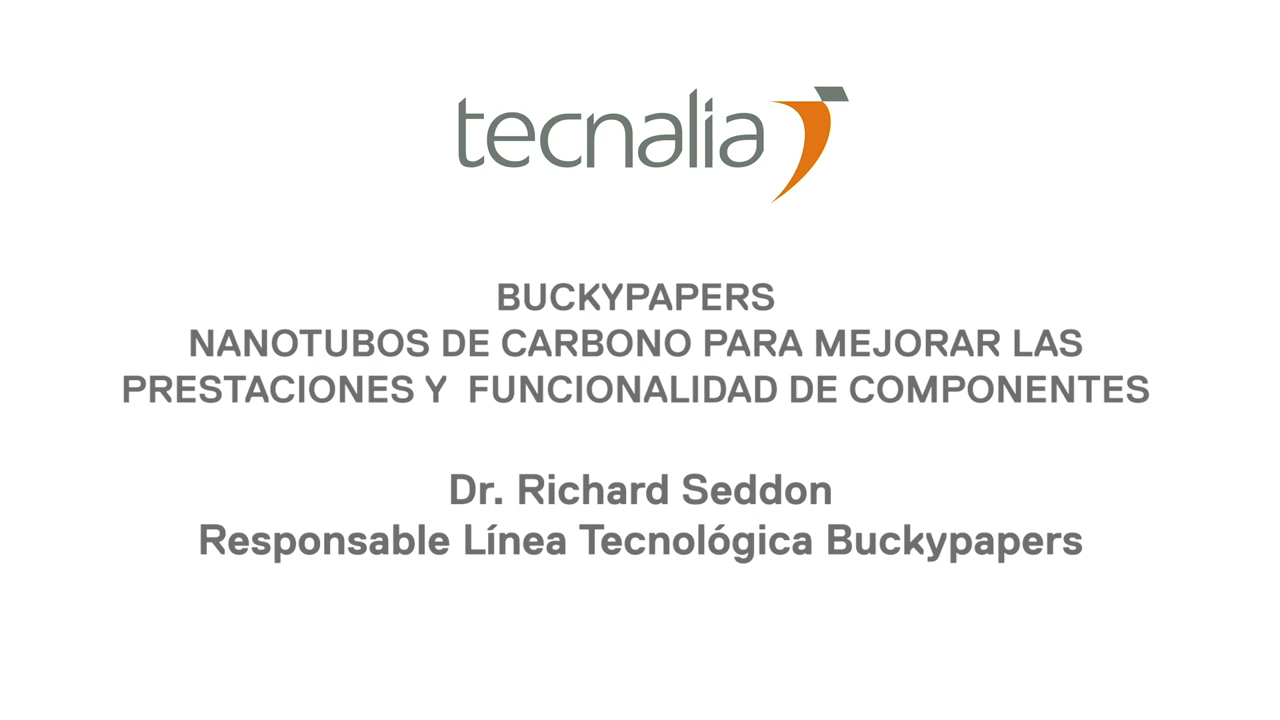 tecnalia
BUCKYPAPERS
NANOTUBOS DE CARBONO PARA MEJORAR LAS
PRESTACIONES Y FUNCIONALIDAD DE COMPONENTES
Dr. Richard Seddon
Responsable Línea Tecnológica Buckypapers